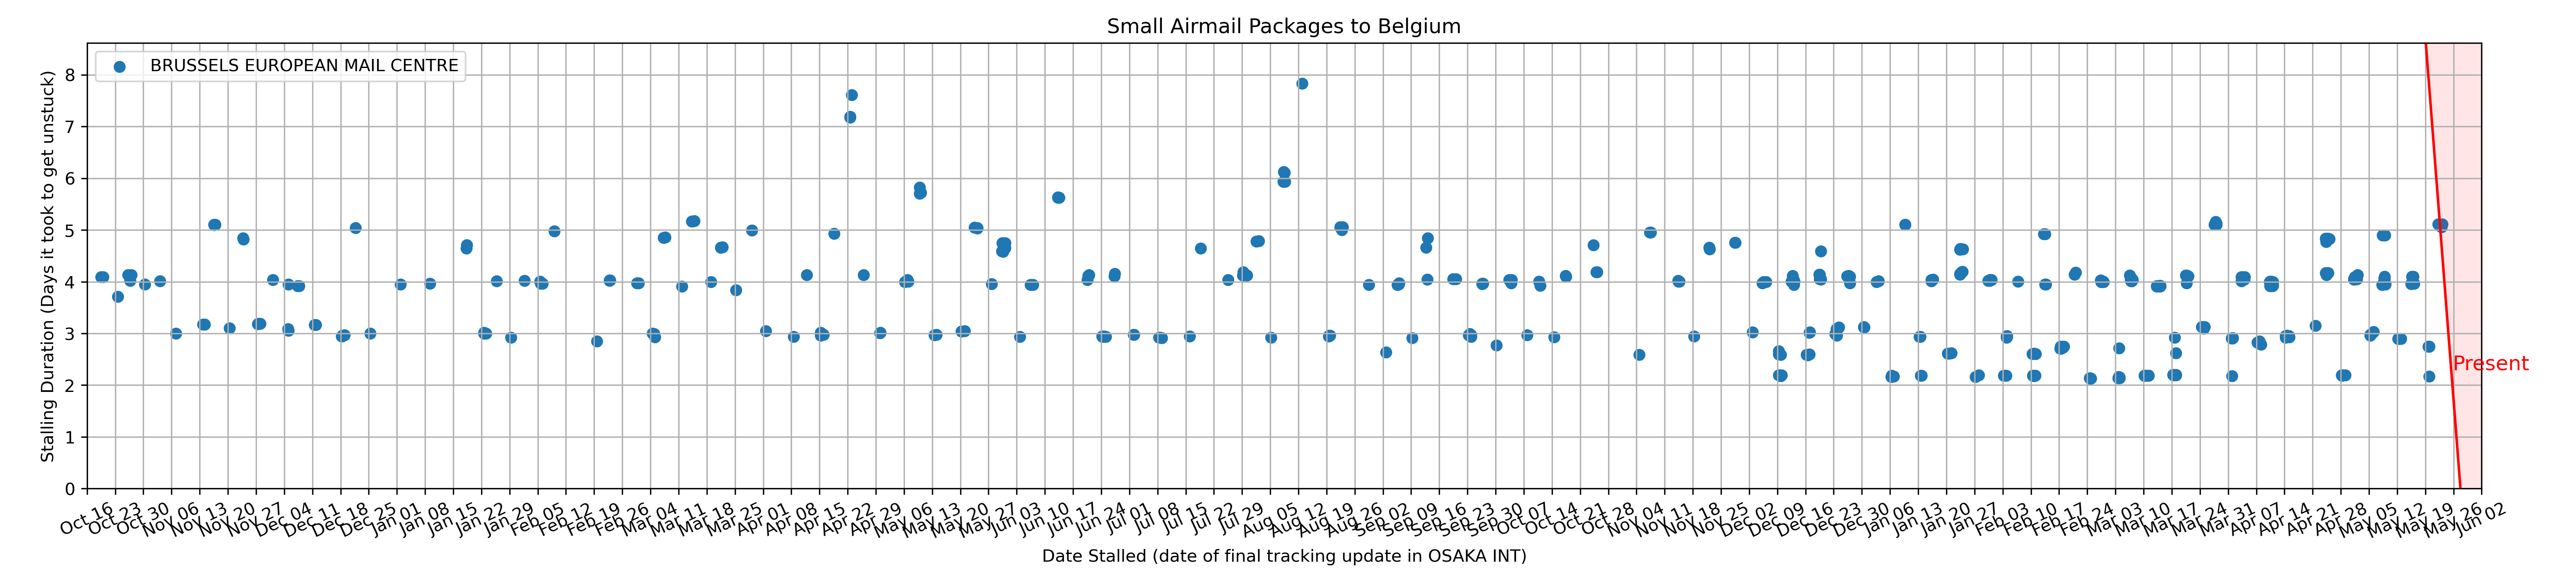 Small Airmail Packages to Belgium
BRUSSELS EUROPEAN MAIL CENTRE
Stalling Duration (Days it took to get unstuck)
8
7
6
5
4
3
2
1
0
Present
Oct 16
Oct 23
Oct 30
Nov 06
Nov 13
Nov 20
Nov 27
Dec 04
Dec 11
Dec 18
Dec 25
Jan 01
Jan 08
Jan 15
Jan 22
Jan 29
Feb 05
Feb 12
Feb 19
Feb 26
Mar 04
Mar 11
Mar 18
Mar 25
Apr 01
Apr 08
Apr 15
Apr 22
Apr 29
May 06
May 13
May 20
May 27
Jun 03
Jun 10
Jun 17
Jun 24
Jul 01
Jul 08
Jul 15
Jul 22
Jul 29
Aug 05
Aug 12
Aug 19
Aug 26
Sep 02
Sep 09
Sep 16
Sep 23
Sep 30
Oct 07
Oct 14
Oct 21
Oct 28
Nov 04
Nov 11
Nov 18
Nov 25
Dec 02
Dec 09
Dec 16
Dec 23
Dec 30
Jan 06
Jan 13
Jan 20
Jan 27
Feb 03
Feb 10
Feb 17
Feb 24
Mar 03
Mar 10
Mar 17
Mar 24
Mar 31
Apr 07
Apr 14
Apr 21
Apr 28
May 05
May 12
May 19
May 26
Jun 02
Date Stalled (date of final tracking update in OSAKA INT)